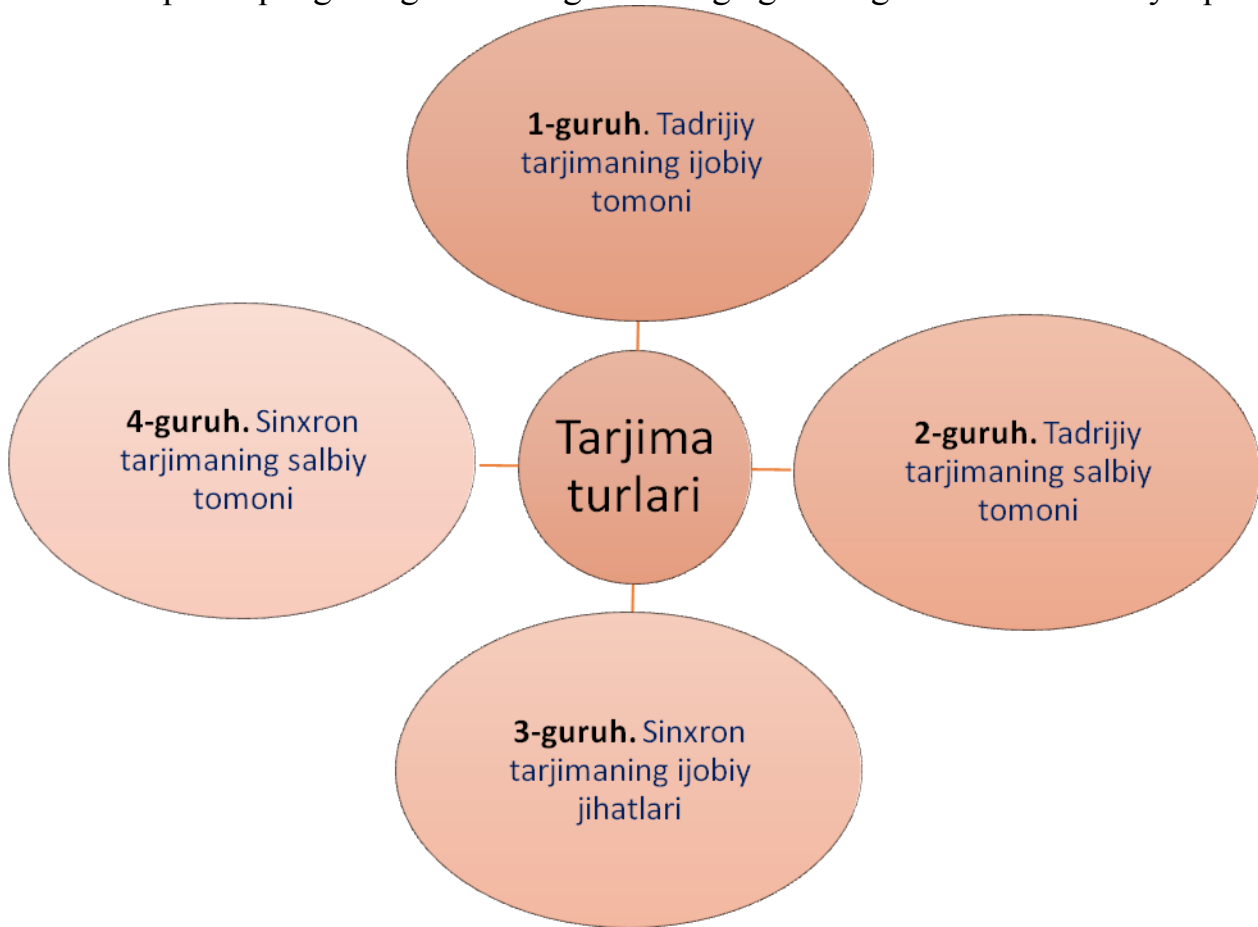 1-guruh. Tadrijiy
tarjimaning ijobiy
tomoni
4-guruh. Sinxron
tarjimaning salbiy
tomoni
Tarjima
turlari
2-guruh. Tadrijiy
tarjimaning salbiy
tomoni
3-guruh. Sinxron
tarjimaning ijobiy
jihatlari